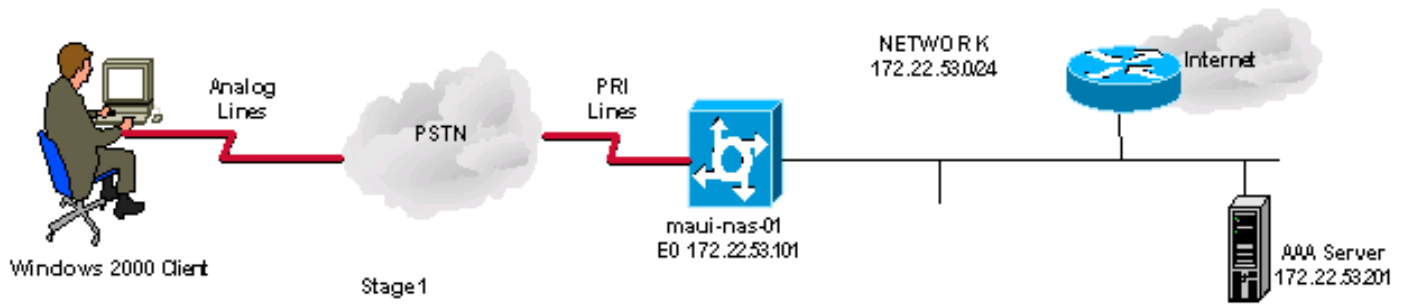 Analog
Lines
PSTN
PRI
Lines
NETWORK
172.22.53.0/24
Internet
maui-nas-01
E0 172.22.53.101
Windows 2000 Client
Stage1
AAA Server
172.22.53.201